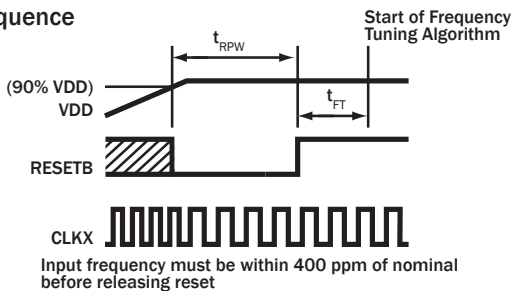 quence
Start of Frequency
Tuning Algorithm
tRPW
(90% VDD)
VDD
tFT
RESETB
CLKX
Input frequency must be within 400 ppm of nominal
before releasing reset